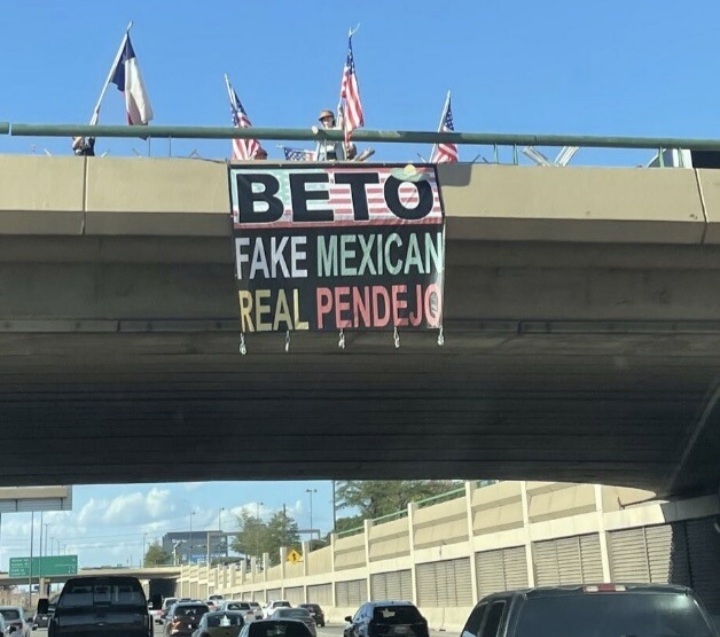 BETO
FAKE MEXICAN
REAL PENDEJO